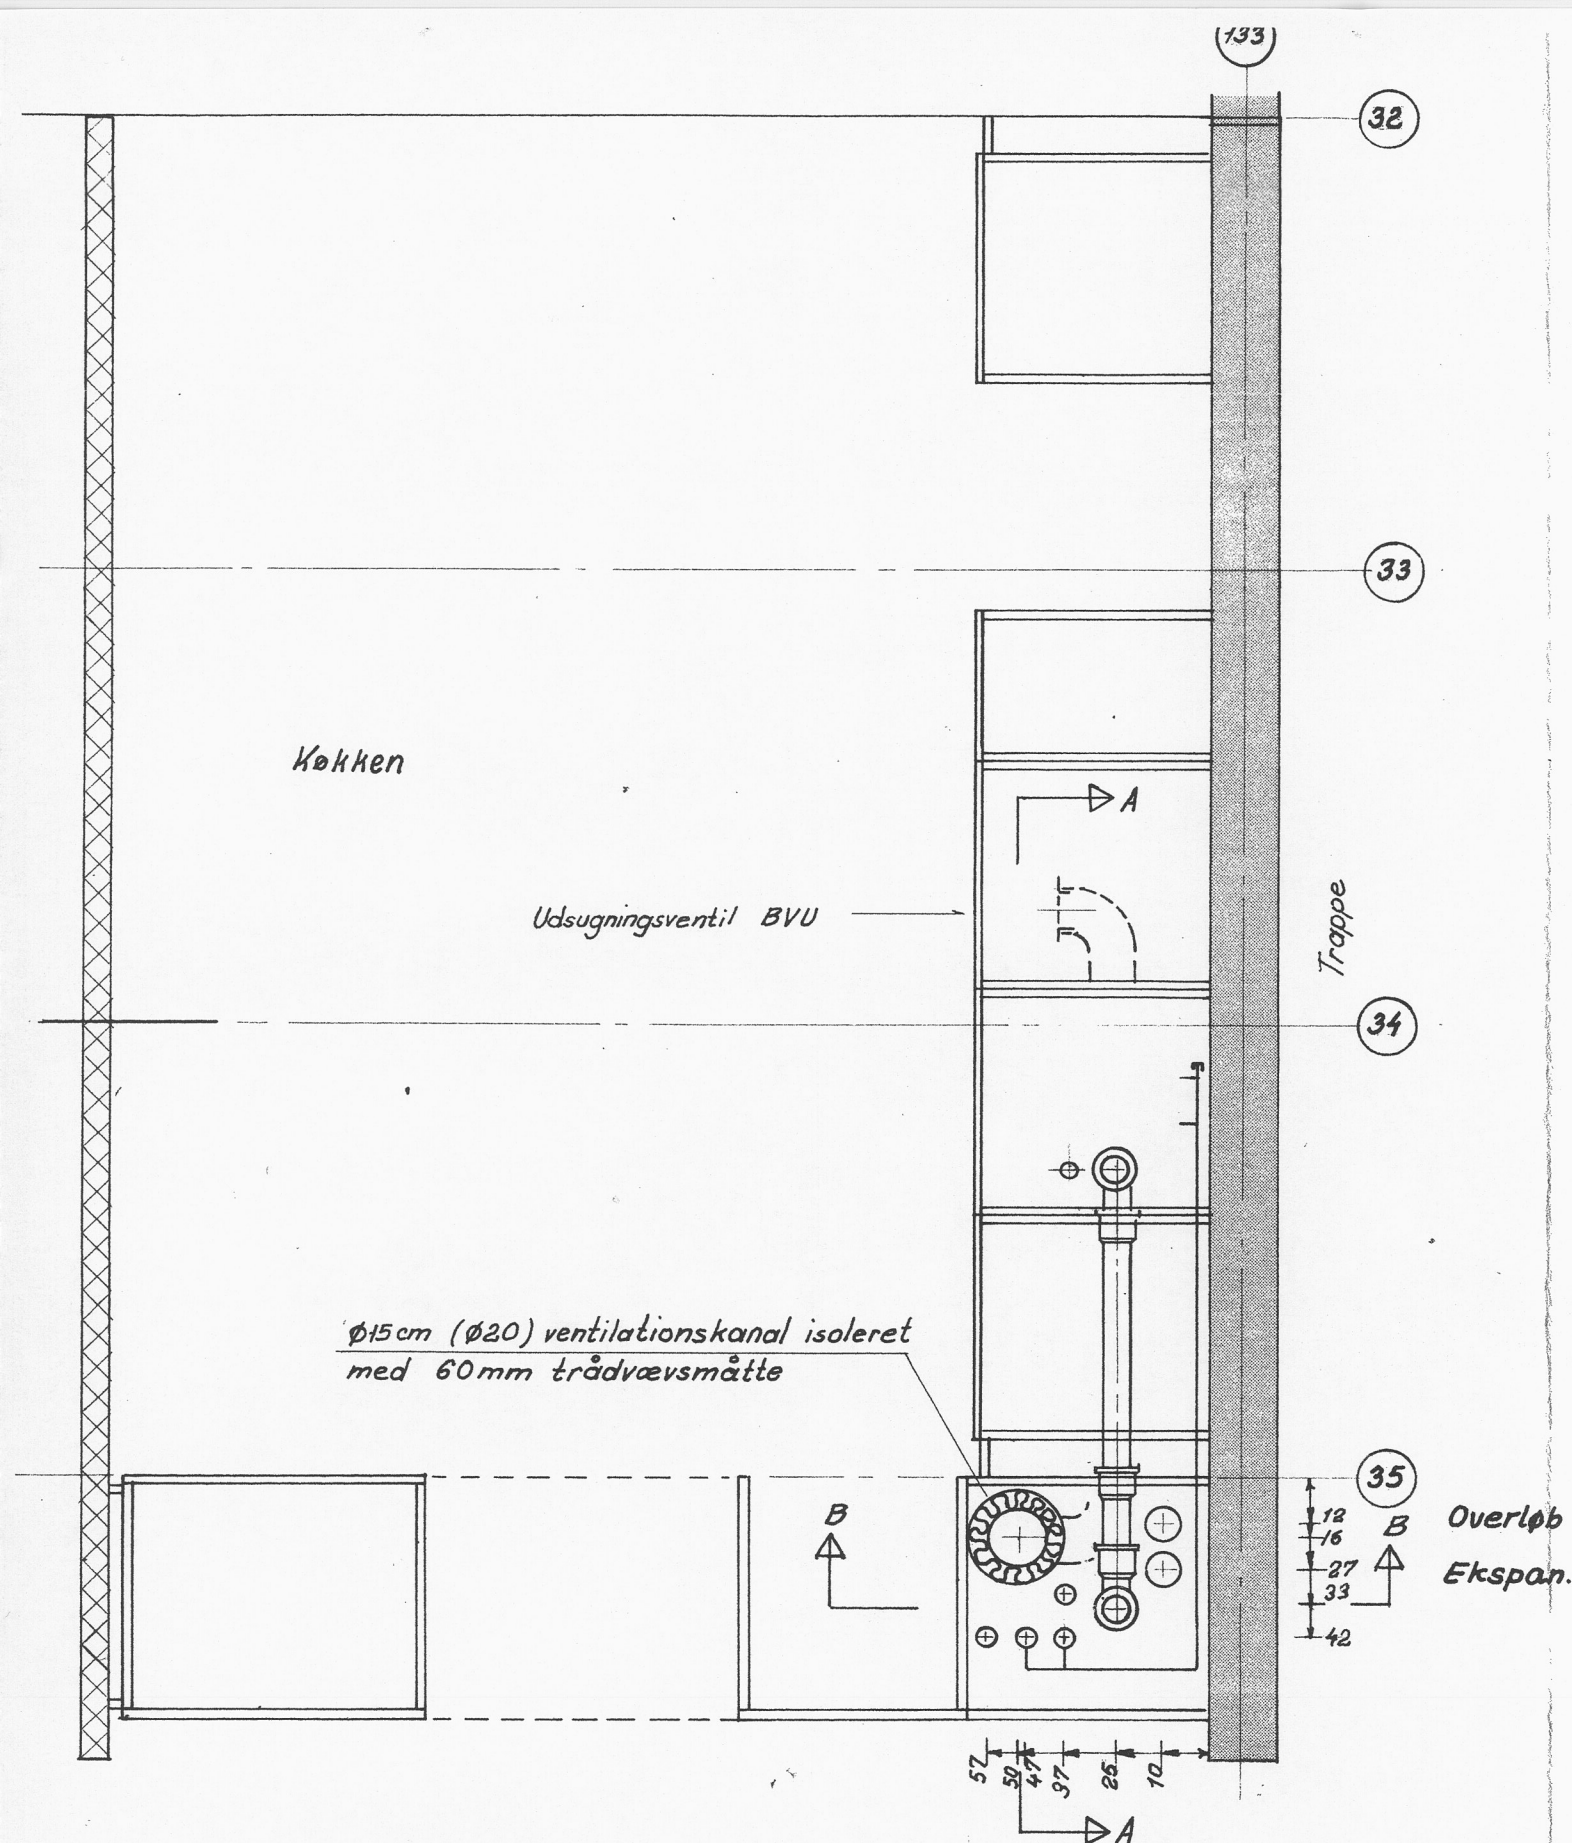 133
32
33
Køkken
A
Udsugningsventil BVU
Trappe
34
Ø15cm (Ø20) ventilationskanal isoleret
med 60mm trådvævsmåtte
35
B
12
16
27
33
42
B
Overløb
Ekspan.
57
50
47
37
25
10
A